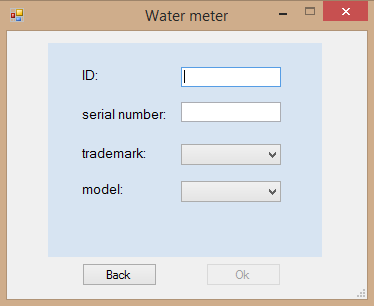 Water meter
ID:
serial number:
trademark:
model:
Back
Ok